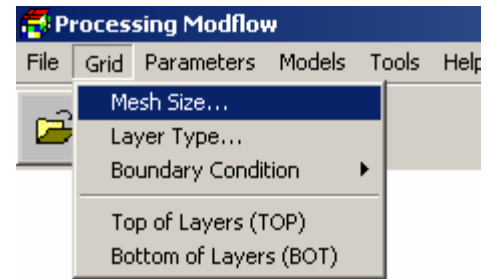 Processing Modflow
File Grid Parameters Models Tools Help
Mesh Size...
Layer Type...
Boundary Condition
Top of Layers (TOP)
Bottom of Layers (BOT)